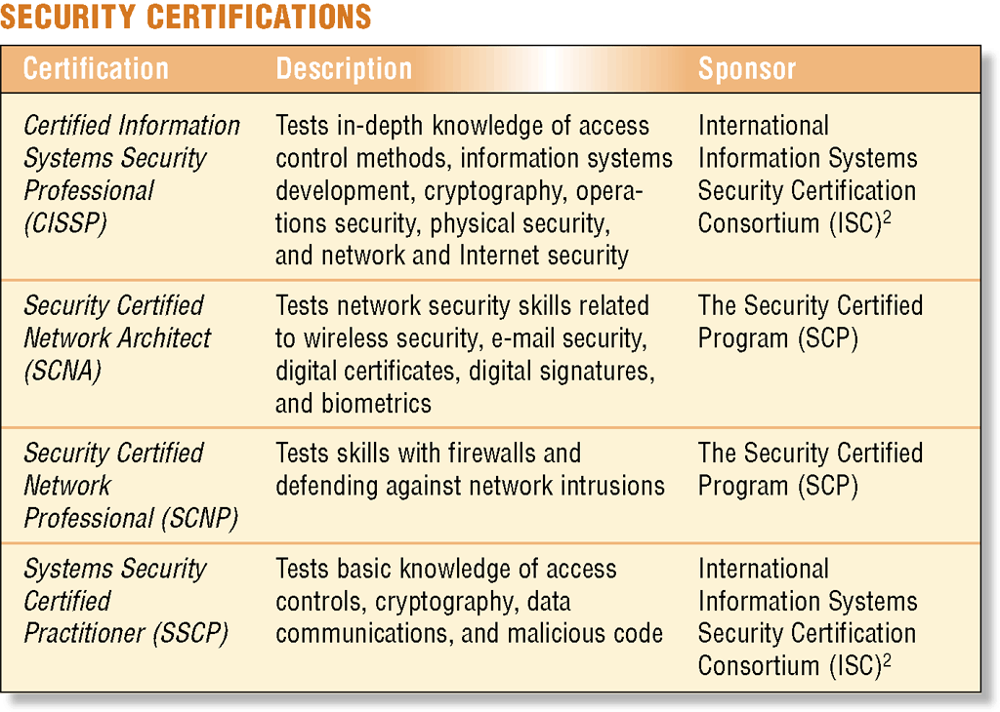 SECURITY CERTIFICATIONS
Certification Description Sponsor
Certified Information
Systems Security
Professional
(CISSP)
Tests in-depth knowledge of access
control methods, information systems
development, cryptography, opera-
tions security, physical security,
and network and Internet security
International
Information Systems
Security Certification
Consortium (ISC)²
Security Certified
Network Architect
(SCNA)
Tests network security skills related
to wireless security, e-mail security,
digital certificates, digital signatures,
and biometrics
The Security Certified
Program (SCP)
Security Certified
Network
Professional (SCNP)
Tests skills with firewalls and
defending against network intrusions
The Security Certified
Program (SCP)
Systems Security
Certified
Practitioner (SSCP)
Tests basic knowledge of access
controls, cryptography, data
communications, and malicious code
International
Information Systems
Security Certification
Consortium (ISC)²